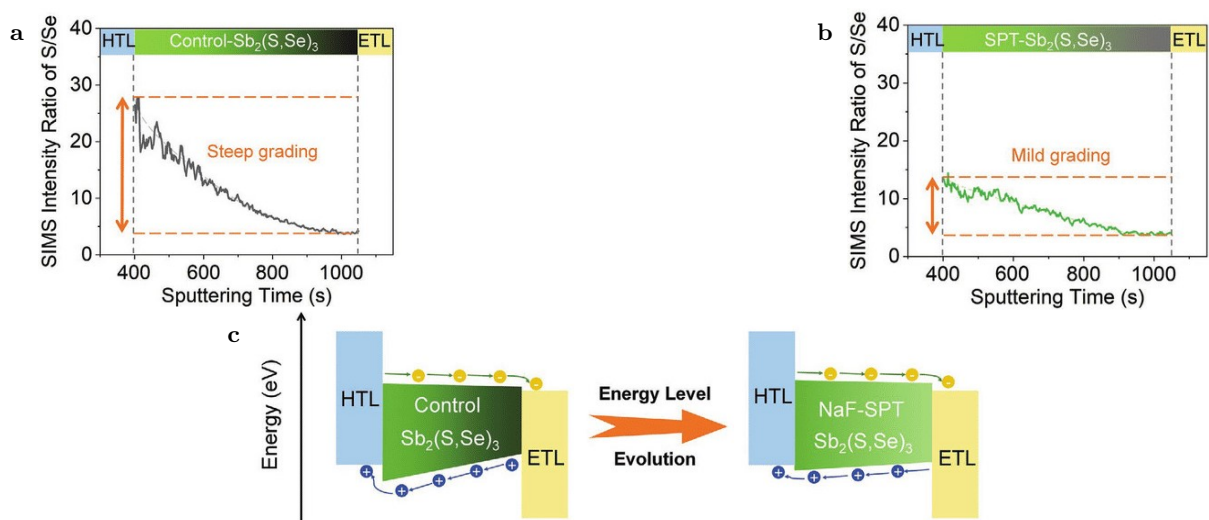 a
SIMS Intensity Ratio of S/Se
40
30
20
10
0
HTL
Control-Sb₂(S,Se)₃
ETL
Steep grading
400
600
800
1000
Sputtering Time (s)
b
SIMS Intensity Ratio of S/Se
40
30
20
10
0
HTL
SPT-Sb₂(S,Se)₃
ETL
Mild grading
400
600
800
1000
Sputtering Time (s)
c
Energy (eV)
HTL
Control
Sb₂(S,Se)₃
ETL
Energy Level
Evolution
HTL
NaF-SPT
Sb₂(S,Se)₃
ETL